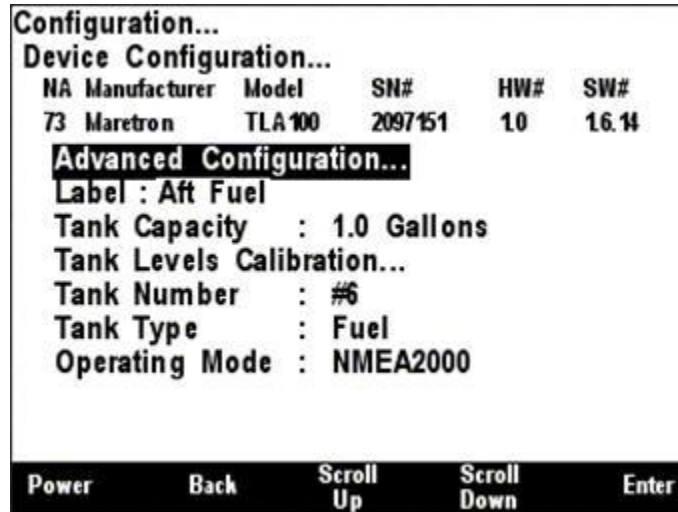 Configuration...
Device Configuration...
NA Manufacturer Model SN# HW# SW#
73 Maretron TLA100 2097151 1.0 1.6.14
Advanced Configuration...
Label : Aft Fuel
Tank Capacity : 1.0 Gallons
Tank Levels Calibration...
Tank Number : #6
Tank Type : Fuel
Operating Mode : NMEA2000
Power Back Scroll Up Scroll Down Enter